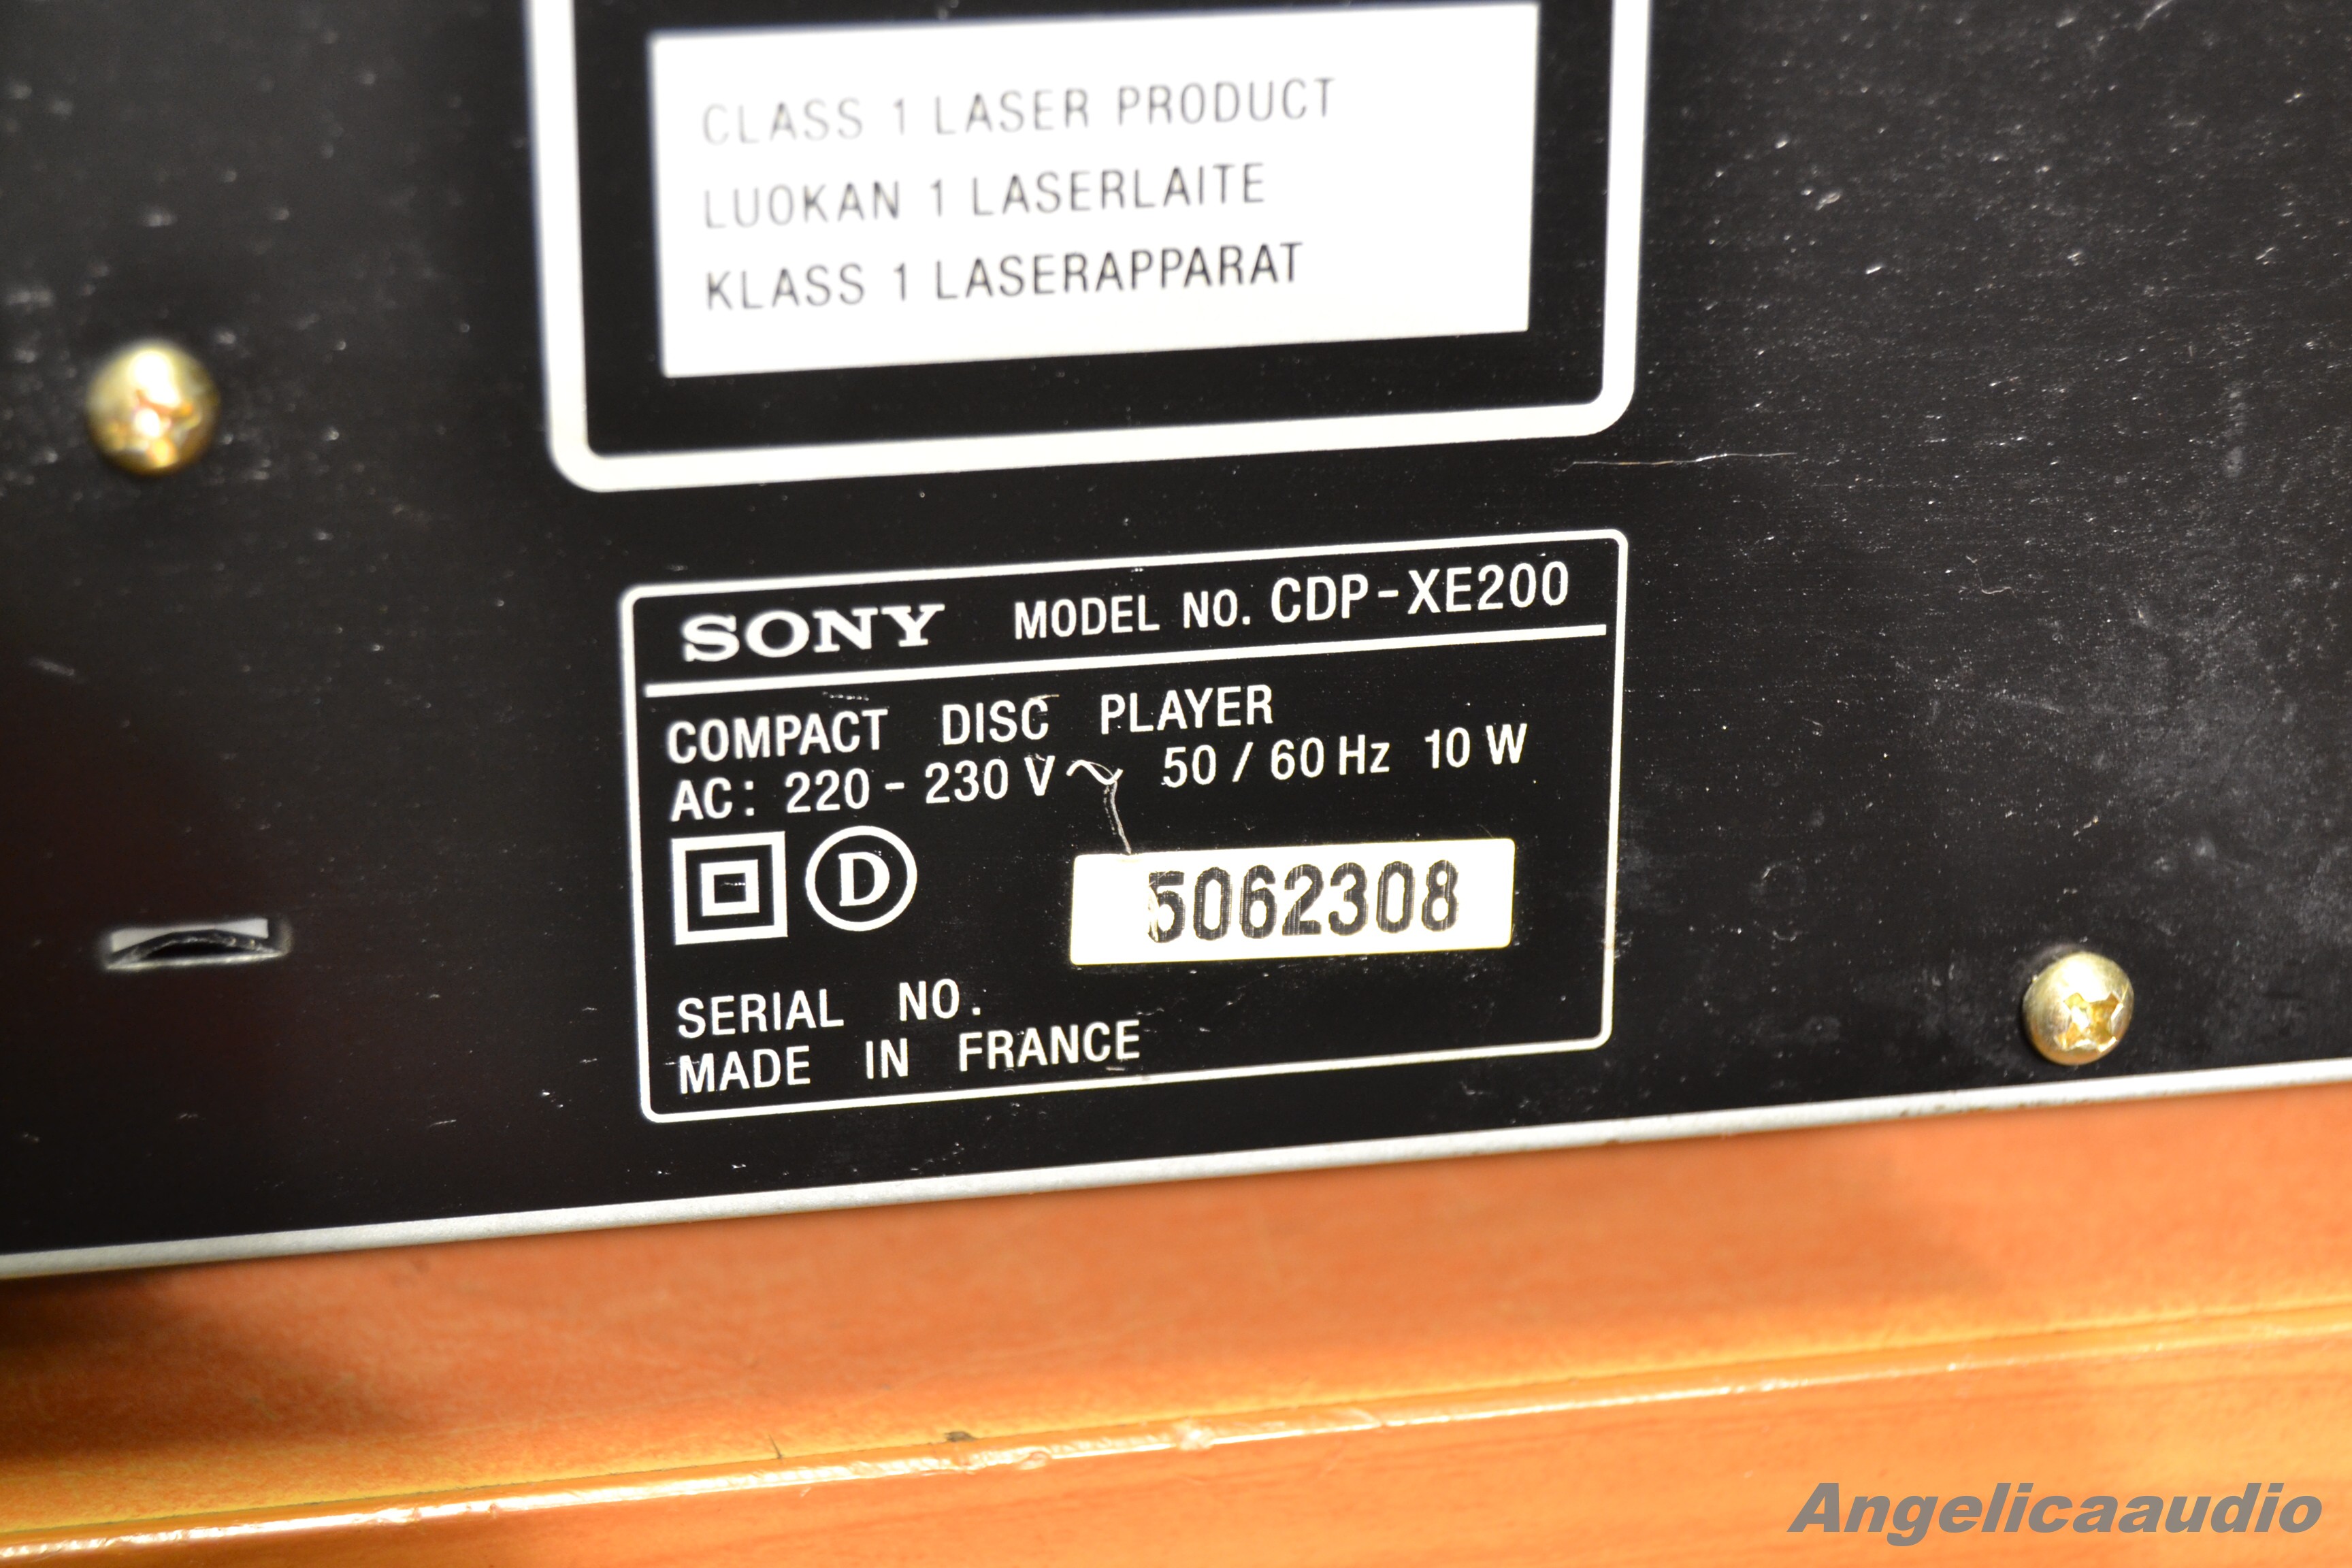 CLASS 1 LASER PRODUCT
LUOKAN 1 LASERLAITE
KLASS 1 LASERAPPARAT
SONY MODEL NO. CDP-XE200
COMPACT DISC PLAYER
AC: 220 - 230 V~ 50 / 60 Hz 10 W
D
5062308
SERIAL NO.
MADE IN FRANCE
Angelicaaudio